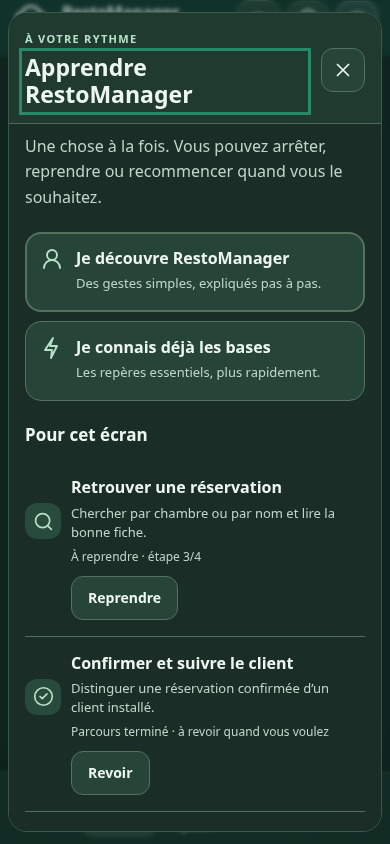 À VOTRE RYTHME
Apprendre
RestoManager
Une chose à la fois. Vous pouvez arrêter,
reprendre ou recommencer quand vous le
souhaitez.
Je découvre RestoManager
Des gestes simples, expliqués pas à pas.
Je connais déjà les bases
Les repères essentiels, plus rapidement.
Pour cet écran
Retrouver une réservation
Chercher par chambre ou par nom et lire la
bonne fiche.
À reprendre · étape 3/4
Reprendre
Confirmer et suivre le client
Distinguer une réservation confirmée d’un
client installé.
Parcours terminé · à revoir quand vous voulez
Revoir